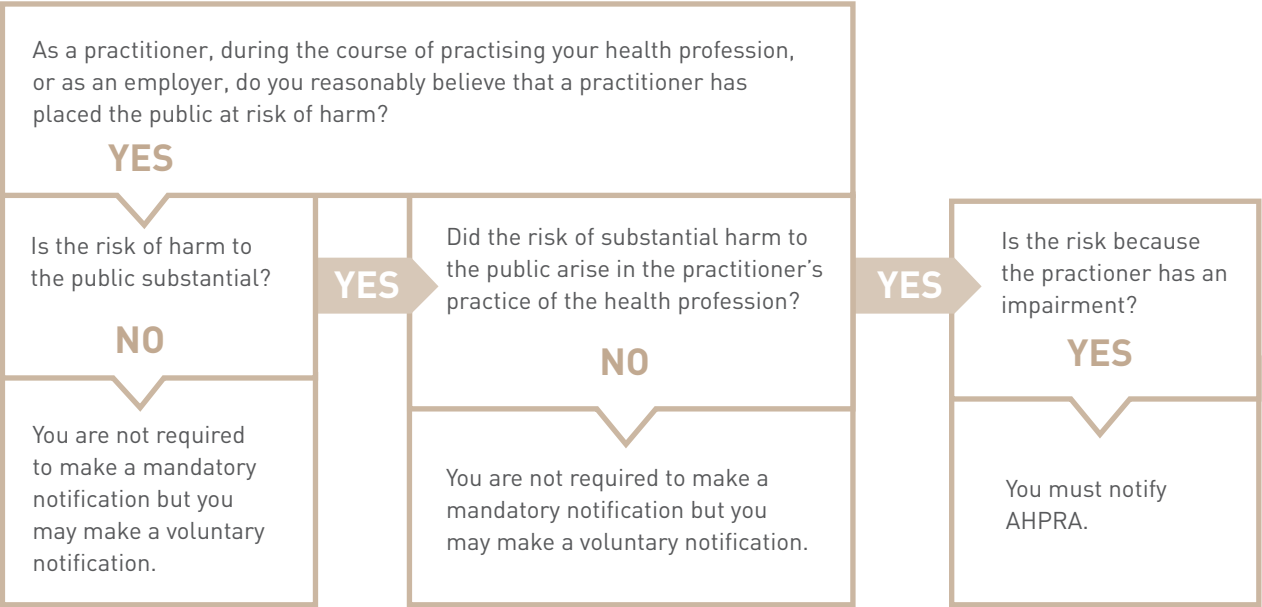 As a practitioner, during the course of practising your health profession,
or as an employer, do you reasonably believe that a practitioner has
placed the public at risk of harm?
YES
Is the risk of harm to
the public substantial?
NO
You are not required
to make a mandatory
notification but you
may make a voluntary
notification.
YES
Did the risk of substantial harm to
the public arise in the practitioner’s
practice of the health profession?
NO
You are not required to make a
mandatory notification but you
may make a voluntary notification.
YES
Is the risk because
the practioner has an
impairment?
YES
You must notify
AHPRA.